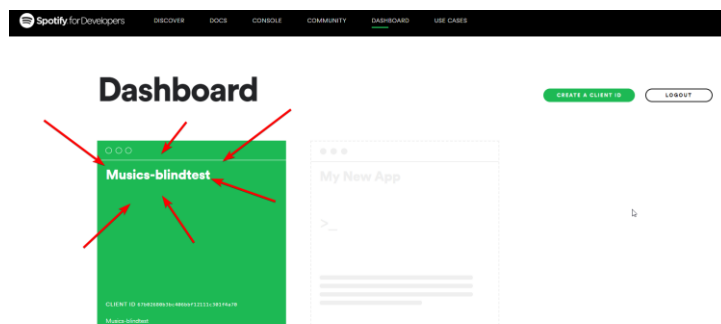 Spotify for Developers DISCOVER DOCS CONSOLE COMMUNITY DASHBOARD USE CASES
Dashboard
CREATE A CLIENT ID LOGOUT
Musics-blindtest
My New App
>_
CLIENT ID
Musics-blindtest